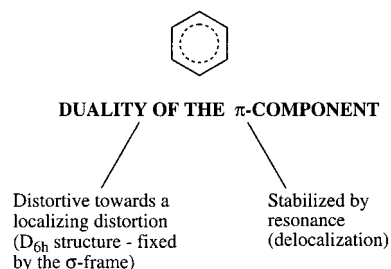 DUALITY OF THE π-COMPONENT
Distortive towards a
localizing distortion
(D6h structure - fixed
by the σ-frame)
Stabilized by
resonance
(delocalization)